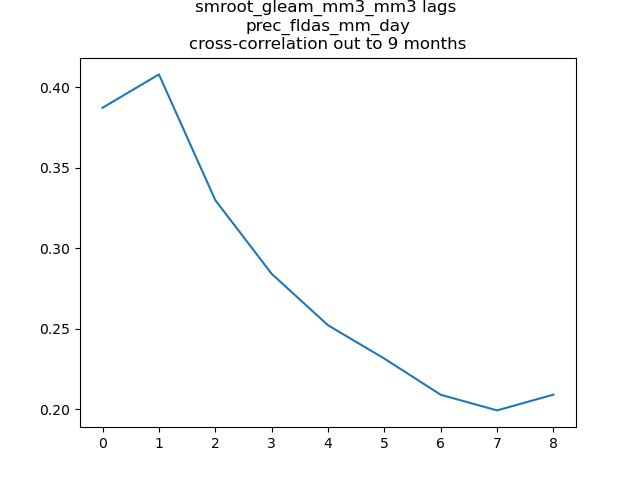 smroot_gleam_mm3_mm3 lags
prec_fldas_mm_day
cross-correlation out to 9 months
0.40
0.35
0.30
0.25
0.20
0 1 2 3 4 5 6 7 8